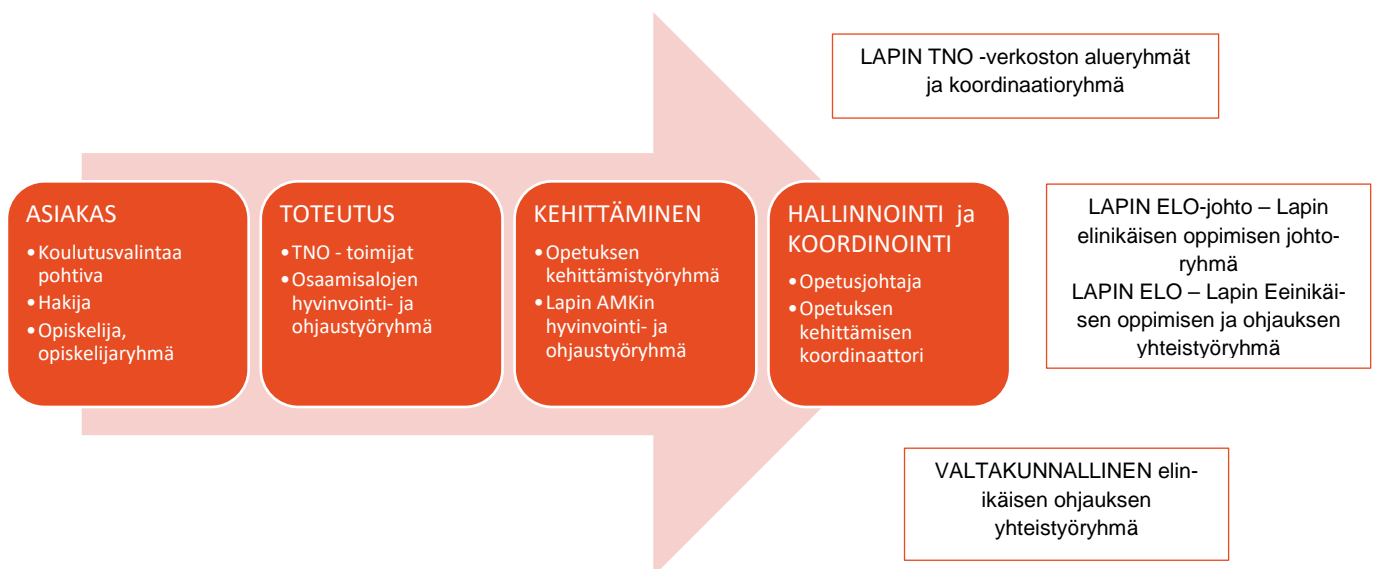 LAPIN TNO -verkoston alueryhmät
ja koordinaatioryhmä
ASIAKAS
•Koulutusvalintaa
pohtiva
•Hakija
•Opiskelija,
opiskelijaryhmä
TOTEUTUS
•TNO - toimijat
•Osaamisalojen
hyvinvointi- ja
ohjaustyöryhmä
KEHITTÄMINEN
•Opetuksen
kehittämistyöryhmä
•Lapin AMKin
hyvinvointi- ja
ohjaustyöryhmä
HALLINNOINTI ja
KOORDINOINTI
•Opetusjohtaja
•Opetuksen
kehittämisen
koordinaattori
LAPIN ELO-johto – Lapin
elinikäisen oppimisen johto-
ryhmä
LAPIN ELO – Lapin Eeinikäi-
sen oppimisen ja ohjauksen
yhteistyöryhmä
VALTAKUNNALLINEN elin-
ikäisen ohjauksen
yhteistyöryhmä